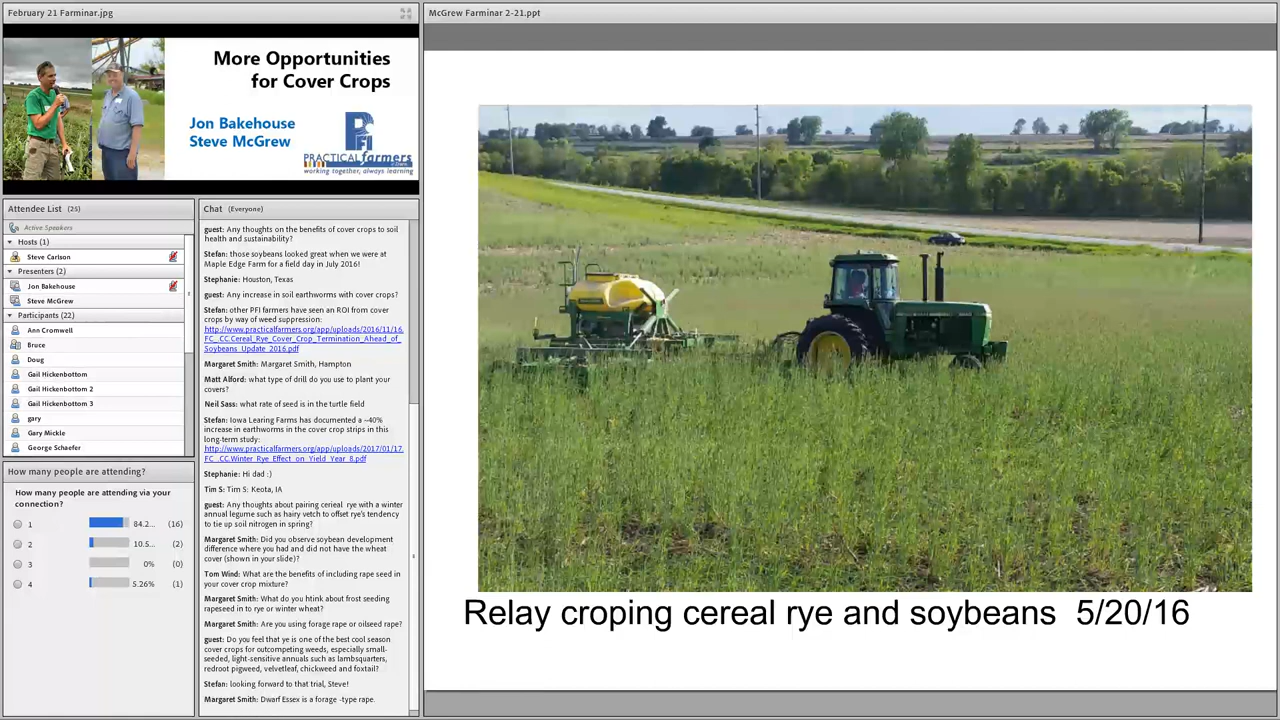 February 21 Farminar.jpg
More Opportunities
for Cover Crops
Jon Bakehouse
Steve McGrew
PFI
PRACTICAL farmers
working together, always learning
Attendee List (25)
Active Speakers
Hosts (1)
Steve Carlson
Presenters (2)
Jon Bakehouse
Steve McGrew
Participants (22)
Ann Cromwell
Bruce
Doug
Gail Hickenbottom
Gail Hickenbottom 2
Gail Hickenbottom 3
gary
Gary Mickle
George Schaefer
How many people are attending?
How many people are attending via your
connection?
1 84.2... (16)
2 10.5... (2)
3 0% (0)
4 5.26% (1)
Chat (Everyone)
guest: Any thoughts on the benefits of cover crops to soil
health and sustainability?
Stefan: those soybeans looked great when we were at
Maple Edge Farm for a field day in July 2016!
Stephanie: Houston, Texas
guest: Any increase in soil earthworms with cover crops?
Stefan: other PFI farmers have seen an ROI from cover
crops by way of weed suppression:
http://www.practicalfarmers.org/app/uploads/2016/11/16.
FC_.CC.Cereal_Rye_Cover_Crop_Termination_Ahead_of_
Soybeans_Update_2016.pdf
Margaret Smith: Margaret Smith, Hampton
Matt Alford: what type of drill do you use to plant your
covers?
Neil Sass: what rate of seed is in the turtle field
Stefan: Iowa Learing Farms has documented a ~40%
increase in earthworms in the cover crop strips in this
long-term study:
http://www.practicalfarmers.org/app/uploads/2017/01/17.
FC_.CC.Winter_Rye_Effect_on_Yield_Year_8.pdf
Stephanie: Hi dad :)
Tim S: Tim S: Keota, IA
guest: Any thoughts about pairing cerieal rye with a winter
annual legume such as hairy vetch to offset rye's tendency
to tie up soil nitrogen in spring?
Margaret Smith: Did you observe soybean development
difference where you had and did not have the wheat
cover (shown in your slide)?
Tom Wind: What are the benefits of including rape seed in
your cover crop mixture?
Margaret Smith: What do you htink about frost seeding
rapeseed in to rye or winter wheat?
Margaret Smith: Are you using forage rape or oilseed rape?
guest: Do you feel that ye is one of the best cool season
cover crops for outcompeting weeds, especially small-
seeded, light-sensitive annuals such as lambsquarters,
redroot pigweed, velvetleaf, chickweed and foxtail?
Stefan: looking forward to that trial, Steve!
Margaret Smith: Dwarf Essex is a forage -type rape.
McGrew Farminar 2-21.ppt
Relay croping cereal rye and soybeans 5/20/16